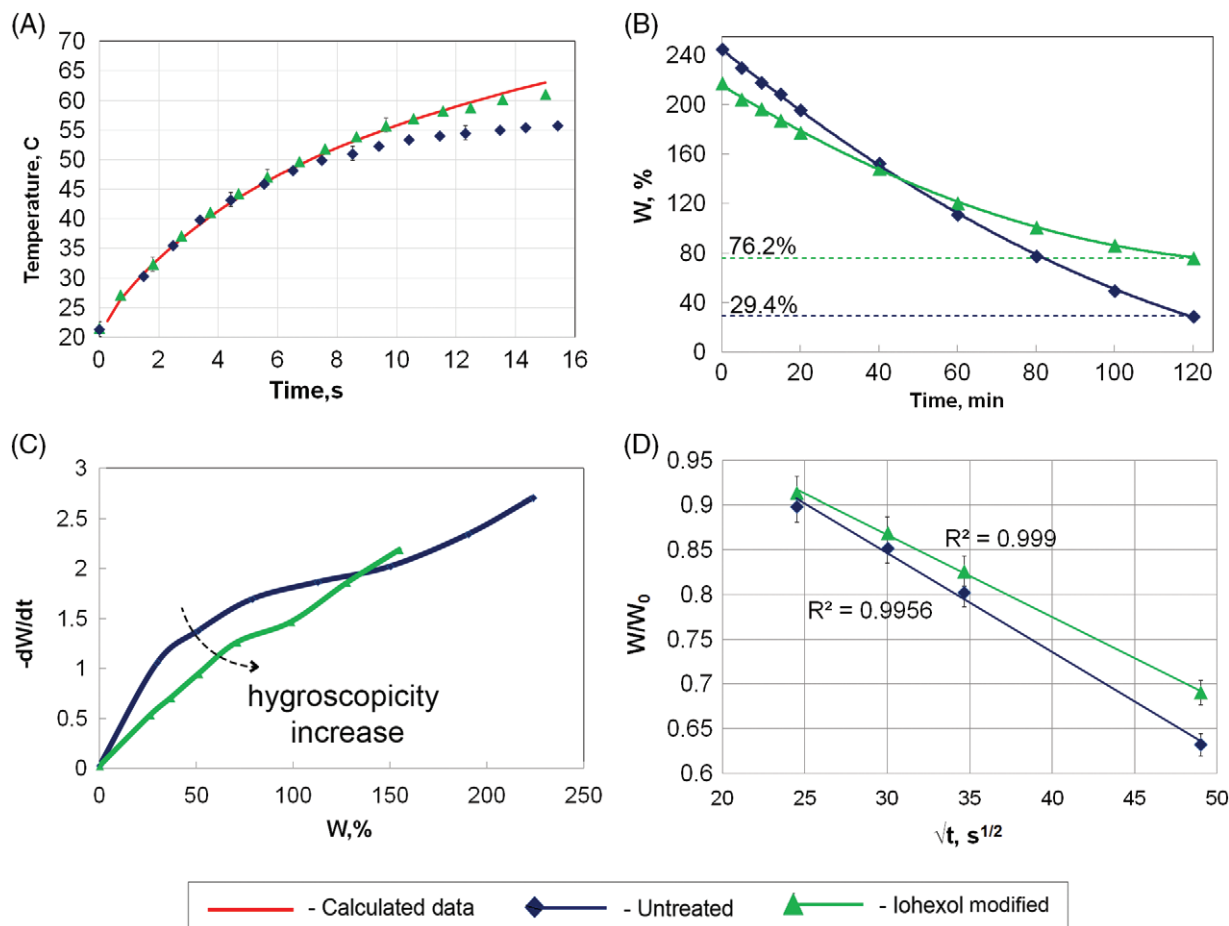 (A)
70
65
60
55
50
45
40
35
30
25
20
Temperature, C
0 2 4 6 8 10 12 14 16
Time,s
(B)
240
200
160
120
80
40
0
W, %
76.2%
29.4%
0 20 40 60 80 100 120
Time, min
(C)
3
2.5
2
1.5
1
0.5
0
-dW/dt
hygroscopicity
increase
0 50 100 150 200 250
W,%
(D)
0.95
0.9
0.85
0.8
0.75
0.7
0.65
0.6
W/W₀
R² = 0.999
R² = 0.9956
20 25 30 35 40 45 50
√t, s^1/2
- Calculated data - Untreated - Iohexol modified